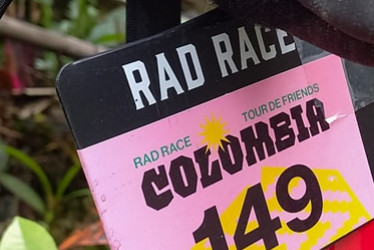 RAD RACE
RAD RACE TOUR DE FRIENDS
COLOMBIA
149